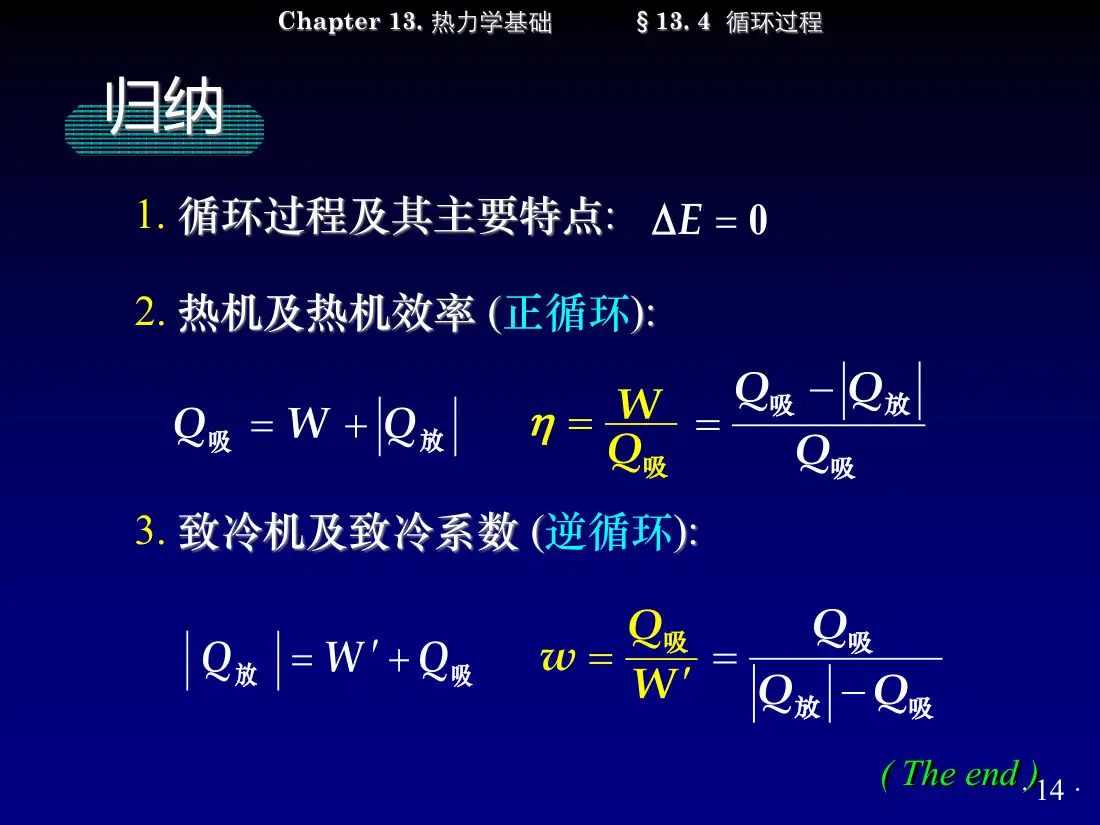 Chapter 13. 热力学基础 §13. 4 循环过程
归纳
1. 循环过程及其主要特点: ΔE = 0
2. 热机及热机效率 (正循环):
Q吸 = W + |Q放| η = W/Q吸 = (Q吸 − |Q放|)/Q吸
3. 致冷机及致冷系数 (逆循环):
|Q放| = W′ + Q吸 w = Q吸/W′ = Q吸/(|Q放| − Q吸)
( The end )
· 14 ·